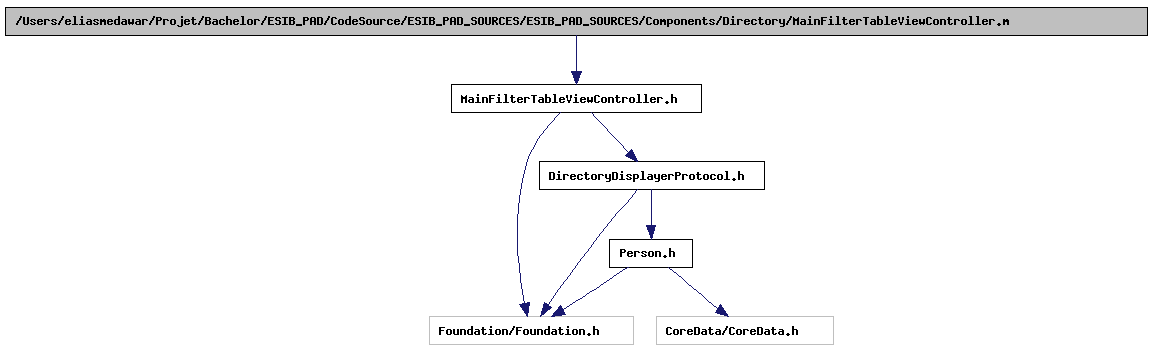 /Users/eliasmedawar/Projet/Bachelor/ESIB_PAD/CodeSource/ESIB_PAD_SOURCES/ESIB_PAD_SOURCES/Components/Directory/MainFilterTableViewController.m
MainFilterTableViewController.h
DirectoryDisplayerProtocol.h
Person.h
Foundation/Foundation.h
CoreData/CoreData.h